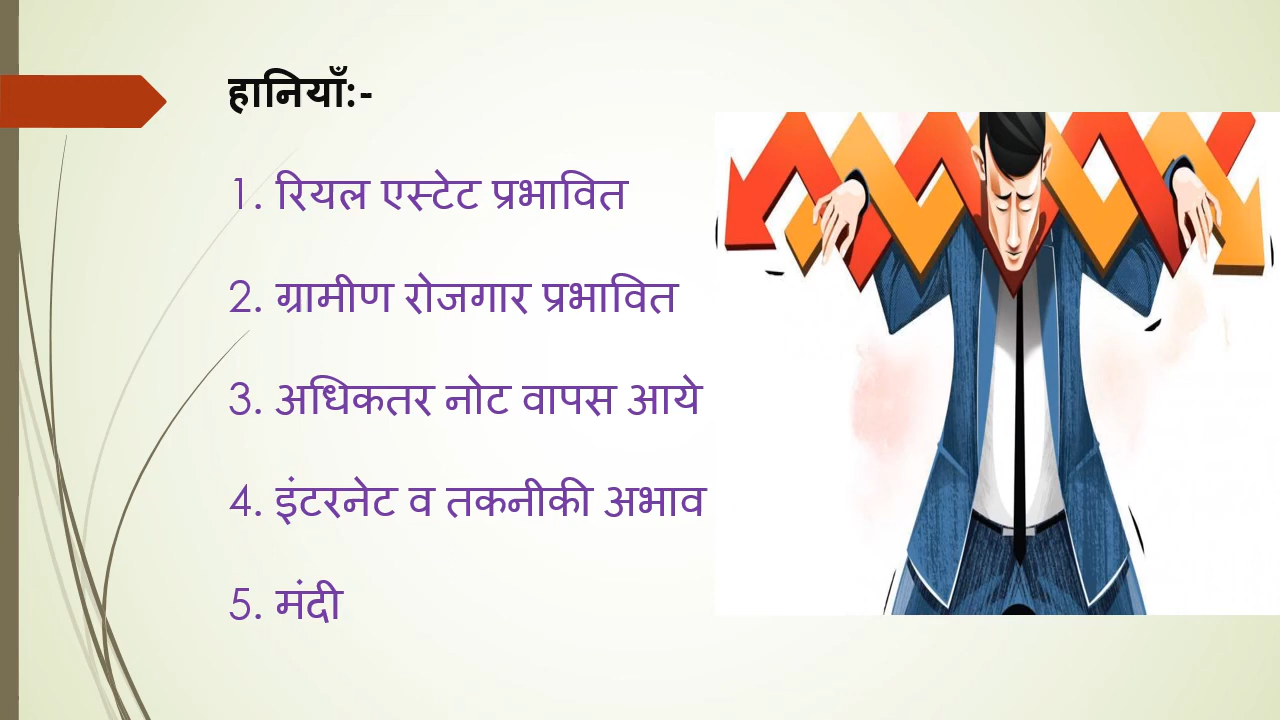 हानियाँ:-
1. रियल एस्टेट प्रभावित
2. ग्रामीण रोजगार प्रभावित
3. अधिकतर नोट वापस आये
4. इंटरनेट व तकनीकी अभाव
5. मंदी